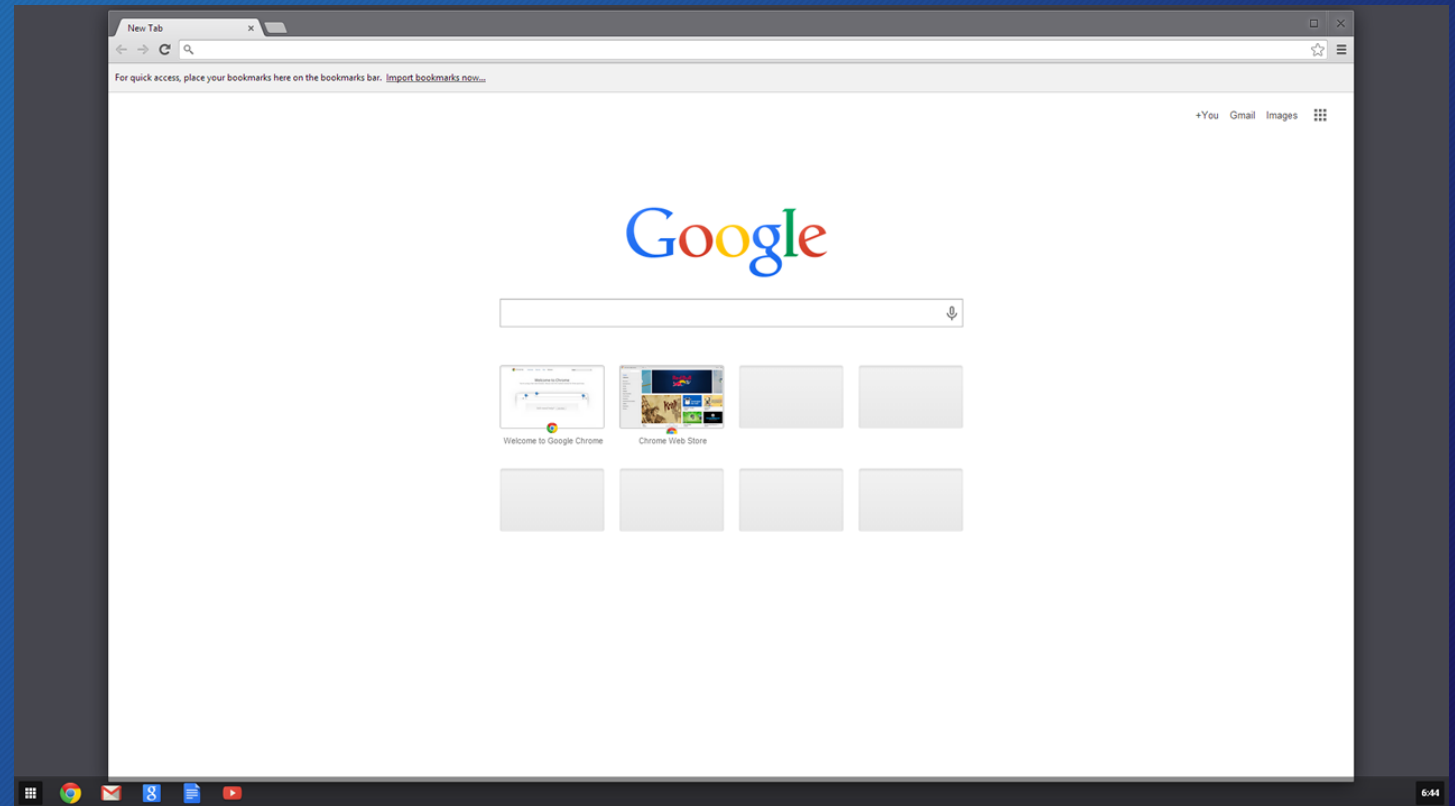 New Tab
For quick access, place your bookmarks here on the bookmarks bar. Import bookmarks now...
+You Gmail Images
Google
Welcome to Google Chrome Chrome Web Store
8
6:44